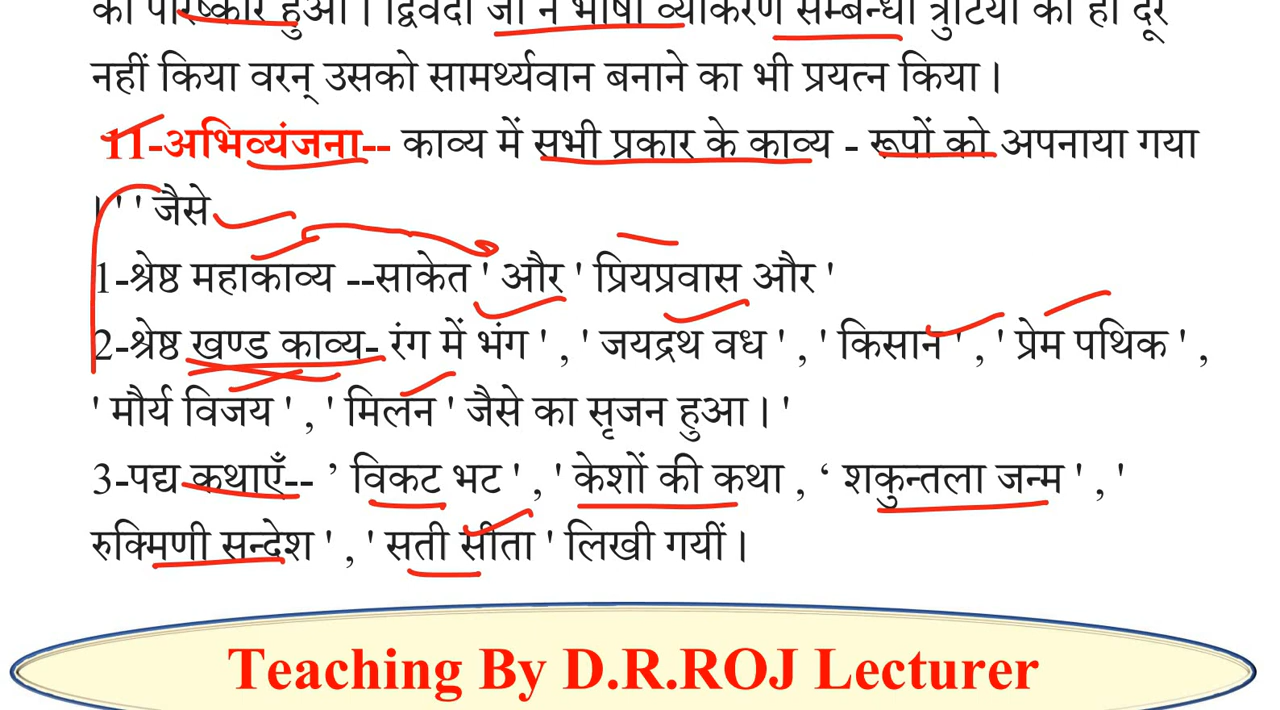 का परिष्कार हुआ । द्विवेदी जी ने भाषा व्याकरण सम्बन्धी त्रुटियों को ही दूर
नहीं किया वरन् उसको सामर्थ्यवान बनाने का भी प्रयत्न किया ।
11-अभिव्यंजना-- काव्य में सभी प्रकार के काव्य - रूपों को अपनाया गया
। ' ' जैसे
1-श्रेष्ठ महाकाव्य --साकेत ' और ' प्रियप्रवास और '
2-श्रेष्ठ खण्ड काव्य- रंग में भंग ' , ' जयद्रथ वध ' , ' किसान ' , ' प्रेम पथिक ' ,
' मौर्य विजय ' , ' मिलन ' जैसे का सृजन हुआ । '
3-पद्य कथाएँ-- ’ विकट भट ' , ' केशों की कथा , ‘ शकुन्तला जन्म ' , '
रुक्मिणी सन्देश ' , ' सती सीता ' लिखी गयीं ।
Teaching By D.R.ROJ Lecturer